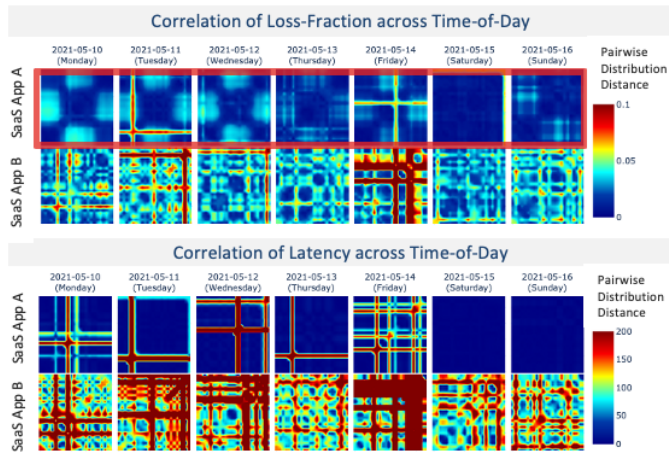 Correlation of Loss-Fraction across Time-of-Day
2021-05-10 2021-05-11 2021-05-12 2021-05-13 2021-05-14 2021-05-15 2021-05-16
(Monday) (Tuesday) (Wednesday) (Thursday) (Friday) (Saturday) (Sunday)
Pairwise
Distribution
Distance
SaaS App A
0.1
0.05
0
SaaS App B
Correlation of Latency across Time-of-Day
2021-05-10 2021-05-11 2021-05-12 2021-05-13 2021-05-14 2021-05-15 2021-05-16
(Monday) (Tuesday) (Wednesday) (Thursday) (Friday) (Saturday) (Sunday)
Pairwise
Distribution
Distance
SaaS App A
200
150
100
50
0
SaaS App B